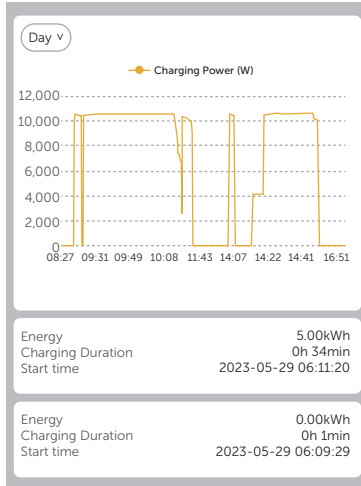 Day ˅
Charging Power (W)
12,000
10,000
8,000
6,000
4,000
2,000
0
08:27 09:31 09:49 10:08 11:43 14:07 14:22 14:41 16:51
Energy 5.00kWh
Charging Duration 0h 34min
Start time 2023-05-29 06:11:20
Energy 0.00kWh
Charging Duration 0h 1min
Start time 2023-05-29 06:09:29